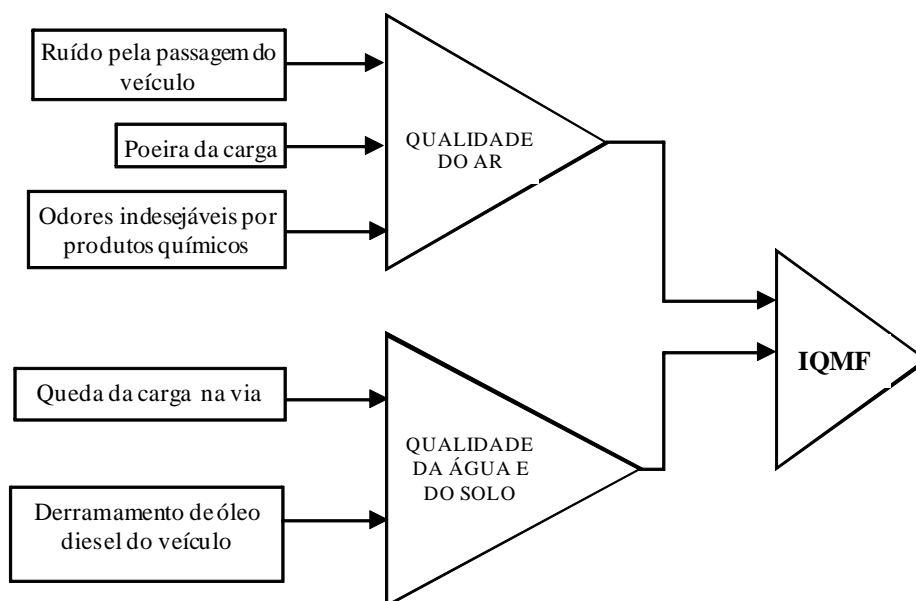 Ruído pela passagem do
veículo
Poeira da carga
Odores indesejáveis por
produtos químicos
QUALIDADE
DO AR
Queda da carga na via
Derramamento de óleo
diesel do veículo
QUALIDADE
DA ÁGUA E
DO SOLO
IQMF